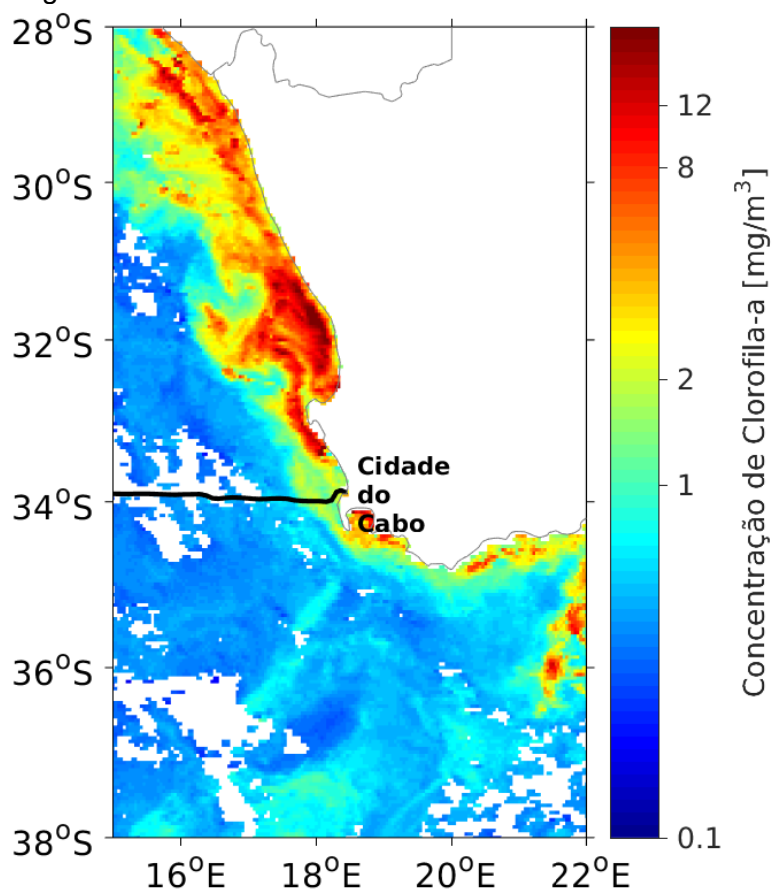 28°S
30°S
32°S
34°S
36°S
38°S
16°E
18°E
20°E
22°E
Cidade
do
Cabo
12
8
2
1
0.1
Concentração de Clorofila-a [mg/m³]